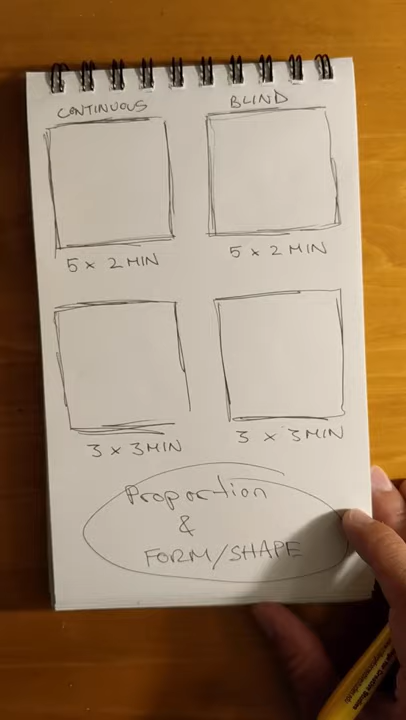 CONTINUOUS
BLIND
5 x 2 MIN
5 x 2 MIN
3 x 3 MIN
3 x 3 MIN
Proportion
&
FORM/SHAPE